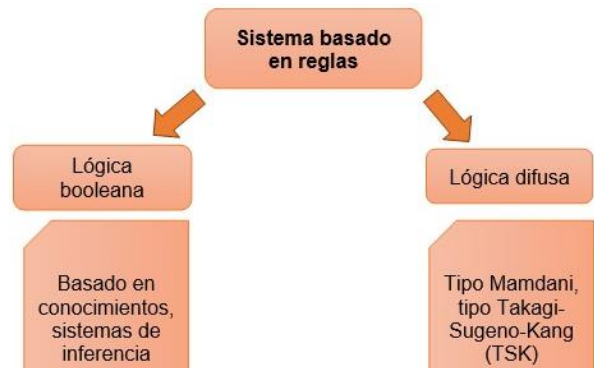 Sistema basado
en reglas
Lógica
booleana
Lógica difusa
Basado en
conocimientos,
sistemas de
inferencia
Tipo Mamdani,
tipo Takagi-
Sugeno-Kang
(TSK)